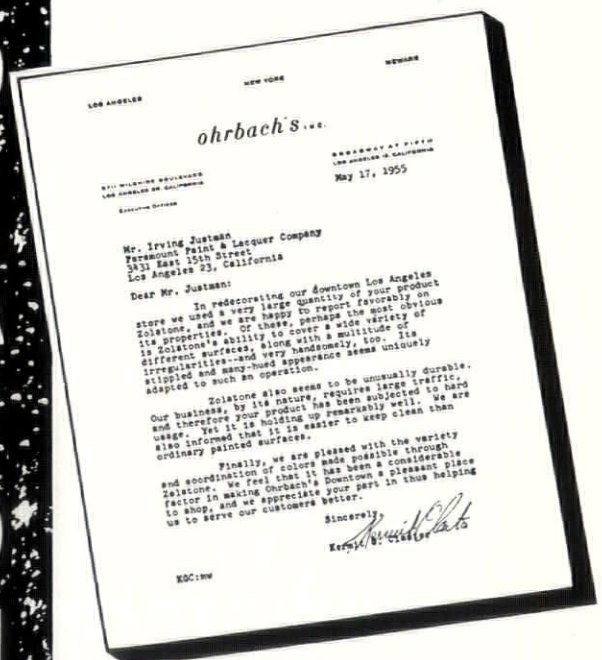 LOS ANGELES
NEW YORK
NEWARK
ohrbach's INC.
BROADWAY AT FIFTH
LOS ANGELES 13, CALIFORNIA
WILSHIRE BOULEVARD
LOS ANGELES CALIFORNIA
EXECUTIVE OFFICES
May 17, 1955
Mr. Irving Justman
Paramount Paint & Lacquer Company
3431 East 15th Street
Los Angeles 23, California
Dear Mr. Justman:
In redecorating our downtown Los Angeles
store we used a very large quantity of your product
Zolatone, and we are happy to report favorably on
its properties. Of these, perhaps the most obvious
is Zolatone's ability to cover a wide variety of
different surfaces, along with a multitude of
irregularities--and very handsomely, too. Its
stippled and many-hued appearance seems uniquely
adapted to such an operation.
Zolatone also seems to be unusually durable.
Our business, by its nature, requires large traffic,
and therefore your product has been subjected to hard
usage. Yet it is holding up remarkably well. We are
also informed that it is easier to keep clean than
ordinary painted surfaces.
Finally, we are pleased with the variety
and coordination of colors made possible through
Zolatone. We feel that it has been a considerable
factor in making Ohrbach's Downtown a pleasant place
to shop, and we appreciate your part in thus helping
us to serve our customers better.
Sincerely,
Kermit G. Claster
KGC:mw